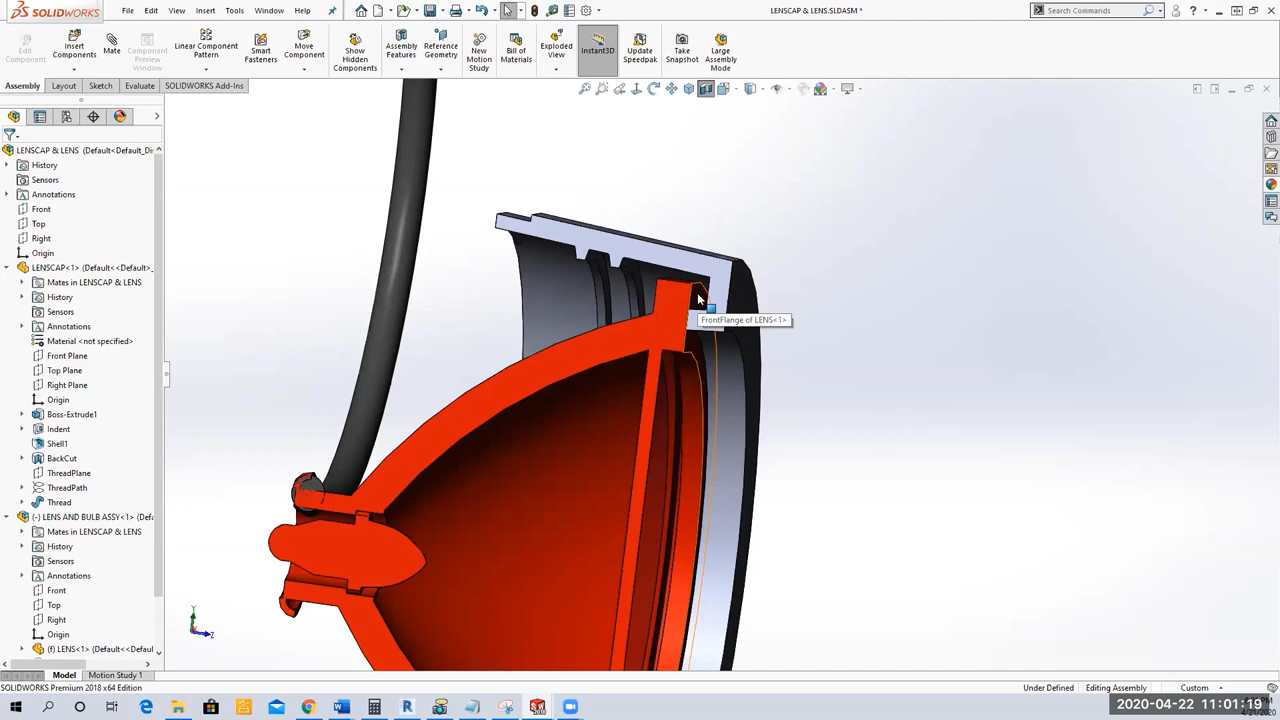 SOLIDWORKS
File Edit View Insert Tools Window Help
LENSCAP & LENS.SLDASM *
Search Commands
Edit Component
Insert Components
Mate
Component Preview Window
Linear Component Pattern
Smart Fasteners
Move Component
Show Hidden Components
Assembly Features
Reference Geometry
New Motion Study
Bill of Materials
Exploded View
Instant3D
Update Speedpak
Take Snapshot
Large Assembly Mode
Assembly Layout Sketch Evaluate SOLIDWORKS Add-Ins
LENSCAP & LENS (Default<Default_Di
History
Sensors
Annotations
Front
Top
Right
Origin
LENSCAP<1> (Default<<Default>_
Mates in LENSCAP & LENS
History
Sensors
Annotations
Material <not specified>
Front Plane
Top Plane
Right Plane
Origin
Boss-Extrude1
Indent
Shell1
BackCut
ThreadPlane
ThreadPath
Thread
(-) LENS AND BULB ASSY<1> (Defa
Mates in LENSCAP & LENS
History
Sensors
Annotations
Front
Top
Right
Origin
(f) LENS<1> (Default<<Default
FrontFlange of LENS<1>
Y
Z
Model Motion Study 1
SOLIDWORKS Premium 2018 x64 Edition
Under Defined Editing Assembly Custom
2020-04-22 11:01:19
4/21/2020